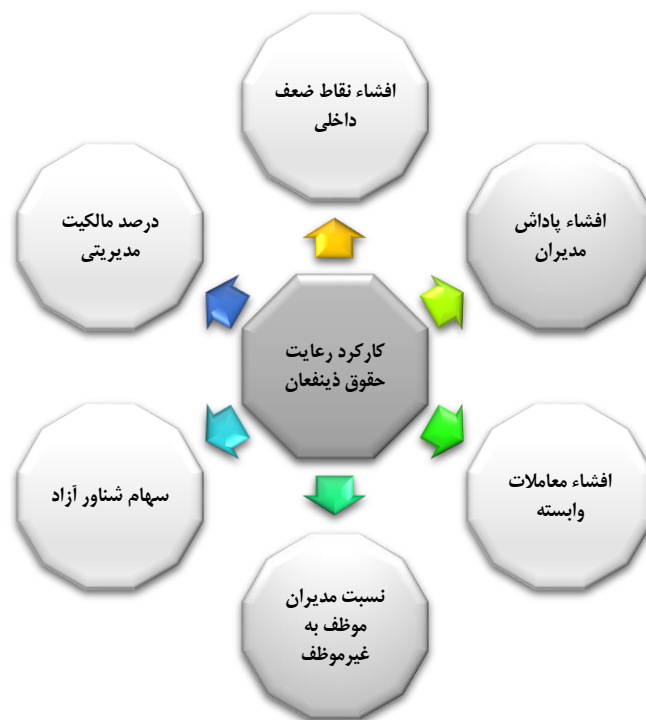 افشاء نقاط ضعف
داخلی
افشاء پاداش
مدیران
درصد مالکیت
مدیریتی
کارکرد رعایت
حقوق ذینفعان
افشاء معاملات
وابسته
سهام شناور آزاد
نسبت مدیران
موظف به
غیرموظف